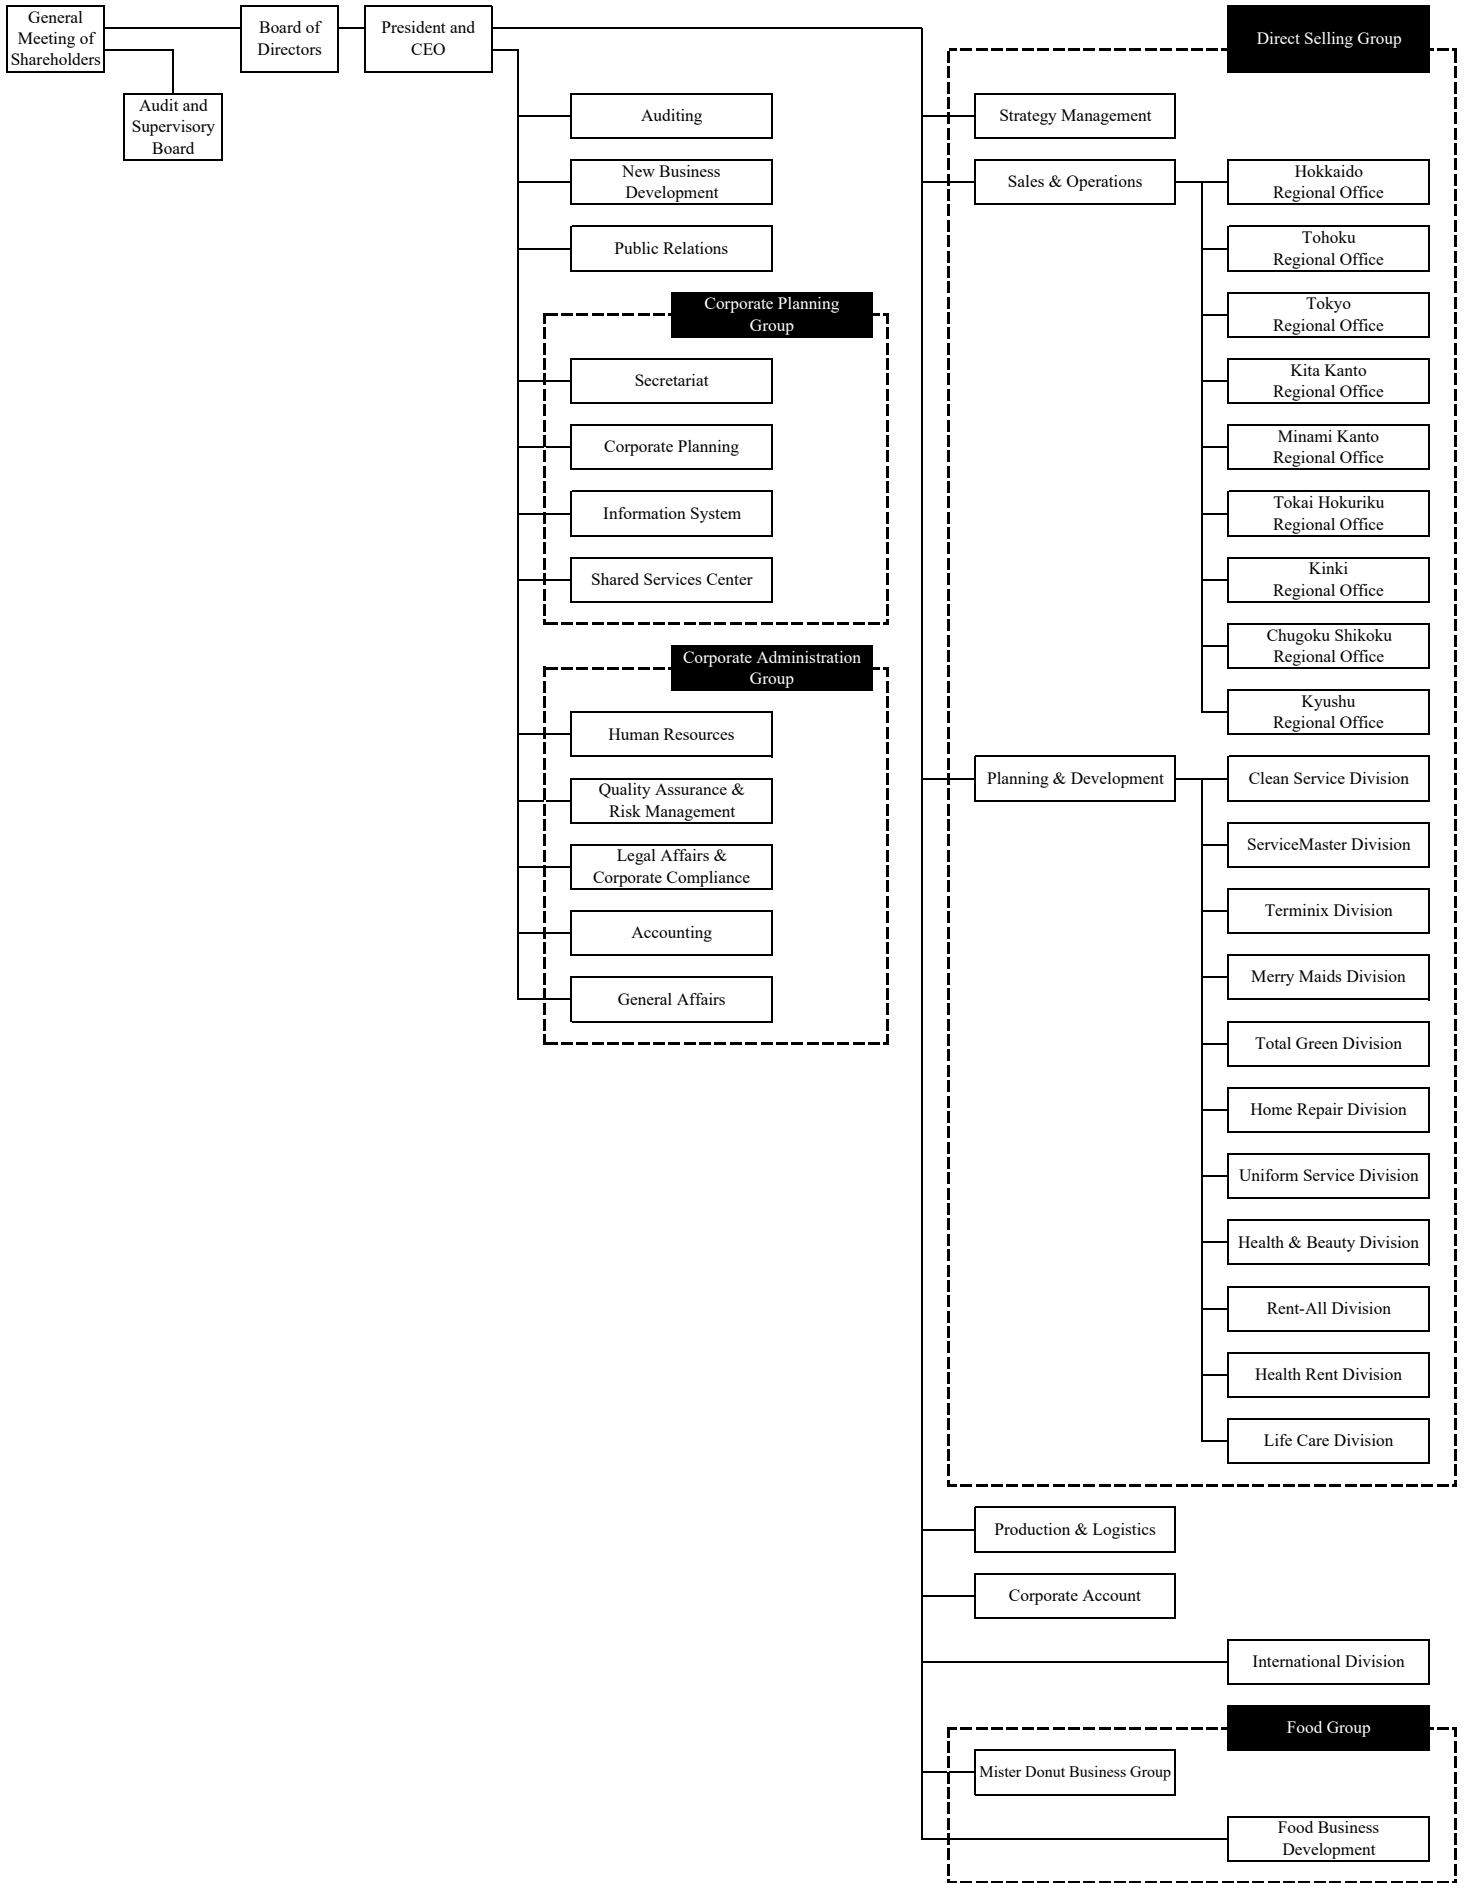 General
Meeting of
Shareholders
Board of
Directors
President and
CEO
Audit and
Supervisory
Board
Auditing
New Business
Development
Public Relations
Corporate Planning
Group
Secretariat
Corporate Planning
Information System
Shared Services Center
Corporate Administration
Group
Human Resources
Quality Assurance &
Risk Management
Legal Affairs &
Corporate Compliance
Accounting
General Affairs
Direct Selling Group
Strategy Management
Sales & Operations
Hokkaido
Regional Office
Tohoku
Regional Office
Tokyo
Regional Office
Kita Kanto
Regional Office
Minami Kanto
Regional Office
Tokai Hokuriku
Regional Office
Kinki
Regional Office
Chugoku Shikoku
Regional Office
Kyushu
Regional Office
Planning & Development
Clean Service Division
ServiceMaster Division
Terminix Division
Merry Maids Division
Total Green Division
Home Repair Division
Uniform Service Division
Health & Beauty Division
Rent-All Division
Health Rent Division
Life Care Division
Production & Logistics
Corporate Account
International Division
Food Group
Mister Donut Business Group
Food Business
Development